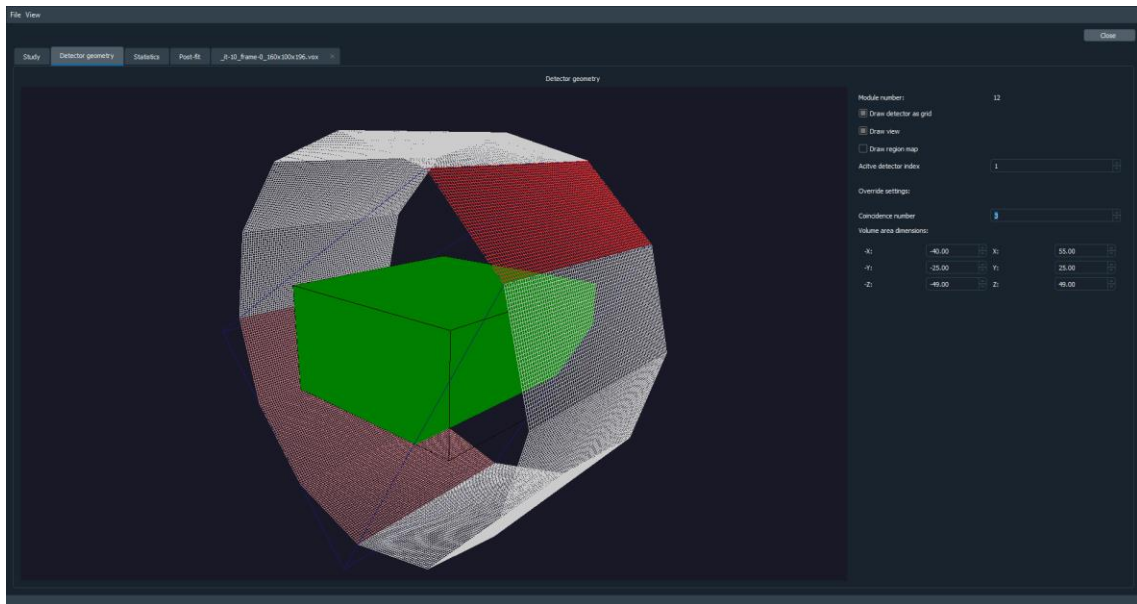 File View
Close
Study Detector geometry Statistics Post-fit _it-10_frame-0_160x100x196.vox
Detector geometry
Module number: 12
Draw detector as grid
Draw view
Draw region map
Acitve detector index 1
Override settings:
Coincidence number
Volume area dimensions:
-X: -40.00 X: 55.00
-Y: -25.00 Y: 25.00
-Z: -49.00 Z: 49.00